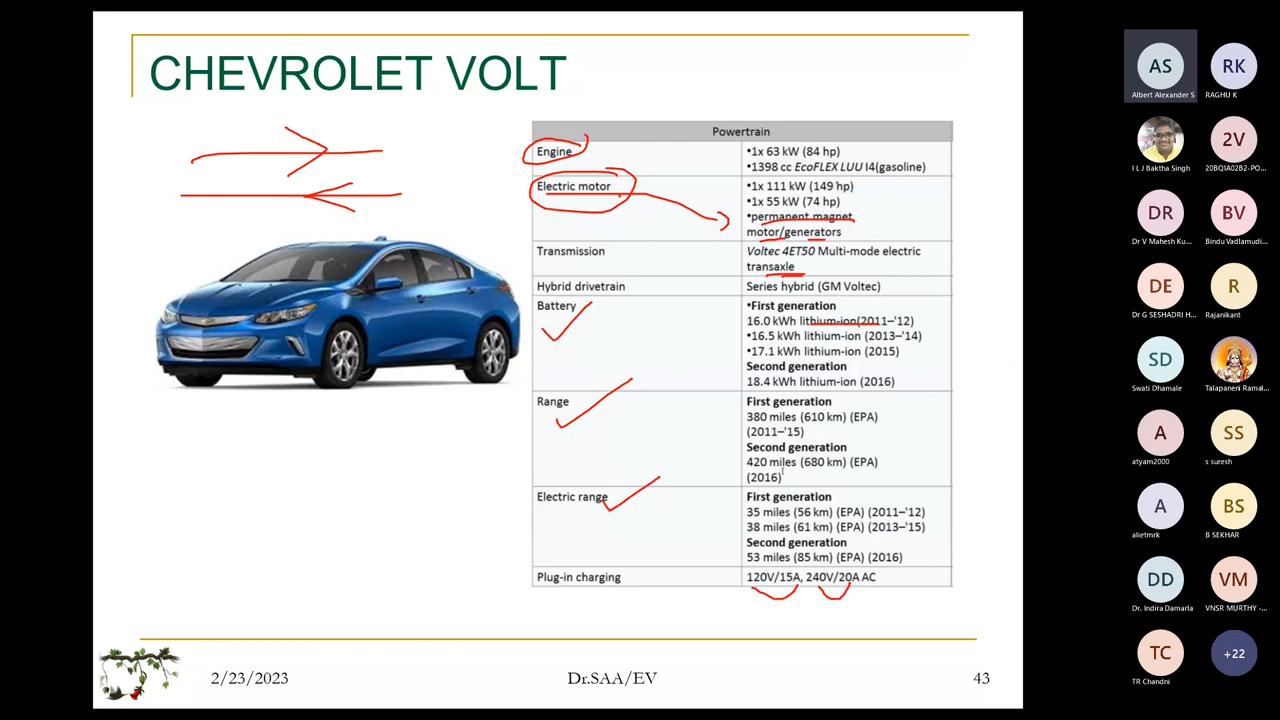 CHEVROLET VOLT
Powertrain
Engine
•1x 63 kW (84 hp)
•1398 cc EcoFLEX LUU I4(gasoline)
Electric motor
•1x 111 kW (149 hp)
•1x 55 kW (74 hp)
•permanent magnet
motor/generators
Transmission
Voltec 4ET50 Multi-mode electric
transaxle
Hybrid drivetrain
Series hybrid (GM Voltec)
Battery
•First generation
16.0 kWh lithium-ion(2011–'12)
•16.5 kWh lithium-ion (2013–'14)
•17.1 kWh lithium-ion (2015)
Second generation
18.4 kWh lithium-ion (2016)
Range
First generation
380 miles (610 km) (EPA)
(2011–'15)
Second generation
420 miles (680 km) (EPA)
(2016)
Electric range
First generation
35 miles (56 km) (EPA) (2011–'12)
38 miles (61 km) (EPA) (2013–'15)
Second generation
53 miles (85 km) (EPA) (2016)
Plug-in charging
120V/15A, 240V/20A AC
2/23/2023
Dr.SAA/EV
43
AS
Albert Alexander S
RK
RAGHU K
I L J Baktha Singh
2V
20BQ1A02B2-PO...
DR
Dr V Mahesh Ku...
BV
Bindu Vadlamudi...
DE
Dr G SESHADRI H...
R
Rajanikant
SD
Swati Dhamale
Talapaneni Ramal...
A
atyam2000
SS
s suresh
A
alietmrk
BS
B SEKHAR
DD
Dr. Indira Damarla
VM
VNSR MURTHY -...
TC
TR Chandni
+22